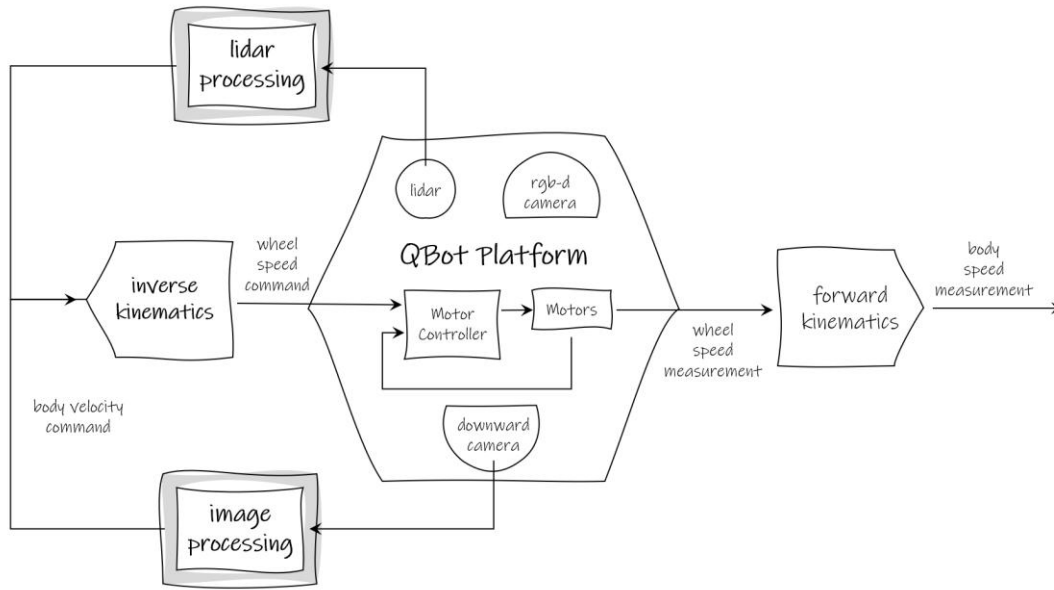 lidar
processing
lidar
rgb-d
camera
QBot Platform
wheel
speed
command
inverse
kinematics
Motor
Controller
Motors
forward
kinematics
body
speed
measurement
wheel
speed
measurement
body velocity
command
downward
camera
image
processing